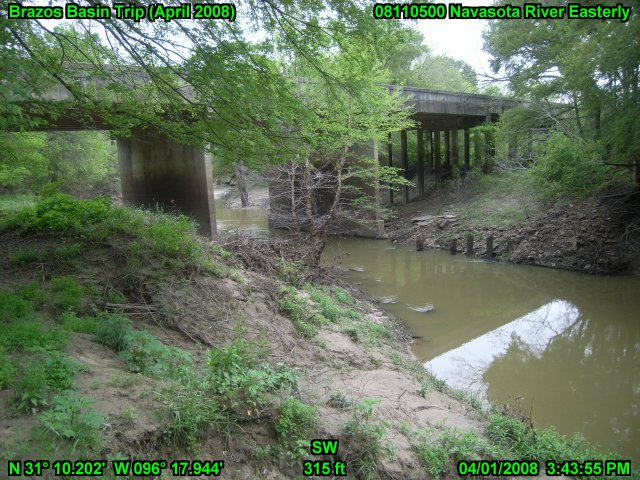 Brazos Basin Trip (April 2008) 08110500 Navasota River Easterly
SW
N 31° 10.202' W 096° 17.944' 315 ft 04/01/2008 3:43:55 PM